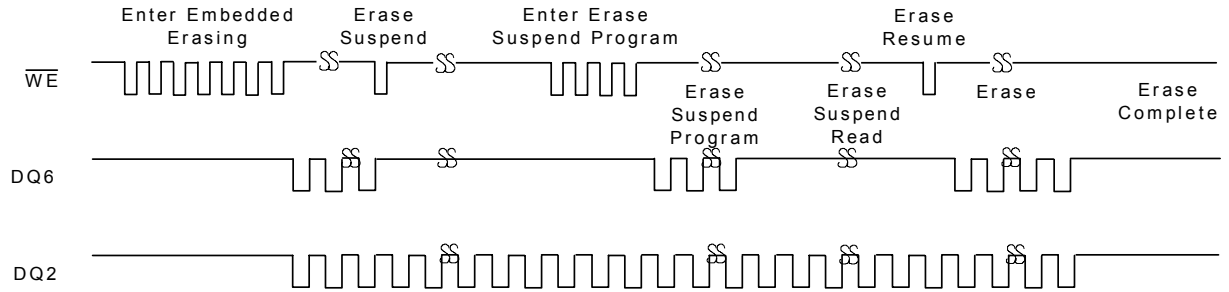 Enter Embedded
Erasing
Erase
Suspend
Enter Erase
Suspend Program
Erase
Resume
WE
Erase
Suspend
Program
Erase
Suspend
Read
Erase
Erase
Complete
DQ6
DQ2